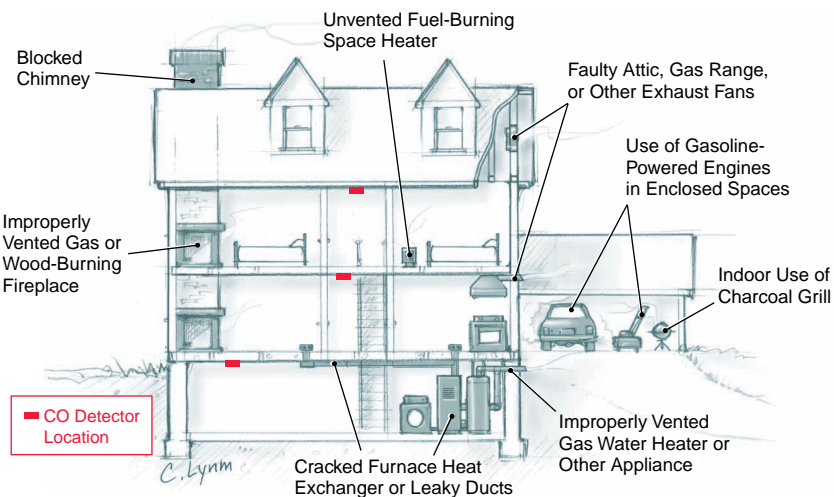 Unvented Fuel-Burning
Space Heater
Blocked
Chimney
Faulty Attic, Gas Range,
or Other Exhaust Fans
Use of Gasoline-
Powered Engines
in Enclosed Spaces
Improperly
Vented Gas or
Wood-Burning
Fireplace
Indoor Use of
Charcoal Grill
CO Detector
Location
Improperly Vented
Gas Water Heater or
Other Appliance
Cracked Furnace Heat
Exchanger or Leaky Ducts
C. Lynm